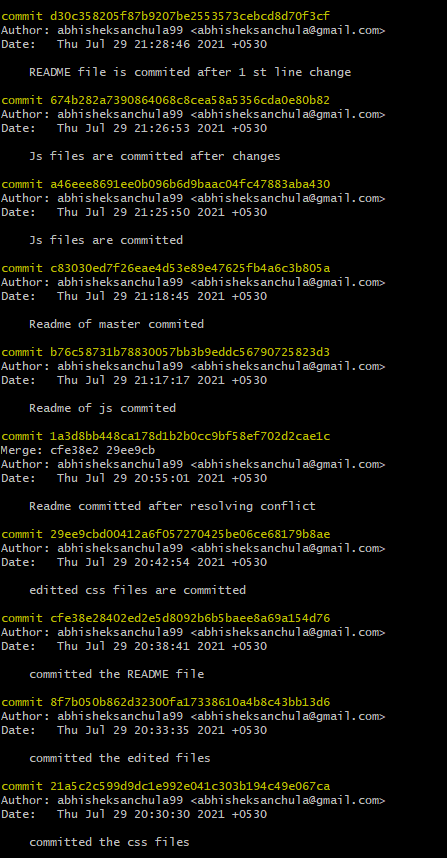 commit d30c358205f87b9207be2553573cebcd8d70f3cf
Author: abhisheksanchula99 <abhisheksanchula@gmail.com>
Date:   Thu Jul 29 21:28:46 2021 +0530
README file is commited after 1 st line change
commit 674b282a7390864068c8cea58a5356cda0e80b82
Author: abhisheksanchula99 <abhisheksanchula@gmail.com>
Date:   Thu Jul 29 21:26:53 2021 +0530
Js files are committed after changes
commit a46eee8691ee0b096b6d9baac04fc47883aba430
Author: abhisheksanchula99 <abhisheksanchula@gmail.com>
Date:   Thu Jul 29 21:25:50 2021 +0530
Js files are committed
commit c83030ed7f26eae4d53e89e47625fb4a6c3b805a
Author: abhisheksanchula99 <abhisheksanchula@gmail.com>
Date:   Thu Jul 29 21:18:45 2021 +0530
Readme of master commited
commit b76c58731b78830057bb3b9eddc56790725823d3
Author: abhisheksanchula99 <abhisheksanchula@gmail.com>
Date:   Thu Jul 29 21:17:17 2021 +0530
Readme of js commited
commit 1a3d8bb448ca178d1b2b0cc9bf58ef702d2cae1c
Merge: cfe38e2 29ee9cb
Author: abhisheksanchula99 <abhisheksanchula@gmail.com>
Date:   Thu Jul 29 20:55:01 2021 +0530
Readme committed after resolving conflict
commit 29ee9cbd00412a6f057270425be06ce68179b8ae
Author: abhisheksanchula99 <abhisheksanchula@gmail.com>
Date:   Thu Jul 29 20:42:54 2021 +0530
editted css files are committed
commit cfe38e28402ed2e5d8092b6b5baee8a69a154d76
Author: abhisheksanchula99 <abhisheksanchula@gmail.com>
Date:   Thu Jul 29 20:38:41 2021 +0530
committed the README file
commit 8f7b050b862d32300fa17338610a4b8c43bb13d6
Author: abhisheksanchula99 <abhisheksanchula@gmail.com>
Date:   Thu Jul 29 20:33:35 2021 +0530
committed the edited files
commit 21a5c2c599d9dc1e992e041c303b194c49e067ca
Author: abhisheksanchula99 <abhisheksanchula@gmail.com>
Date:   Thu Jul 29 20:30:30 2021 +0530
committed the css files